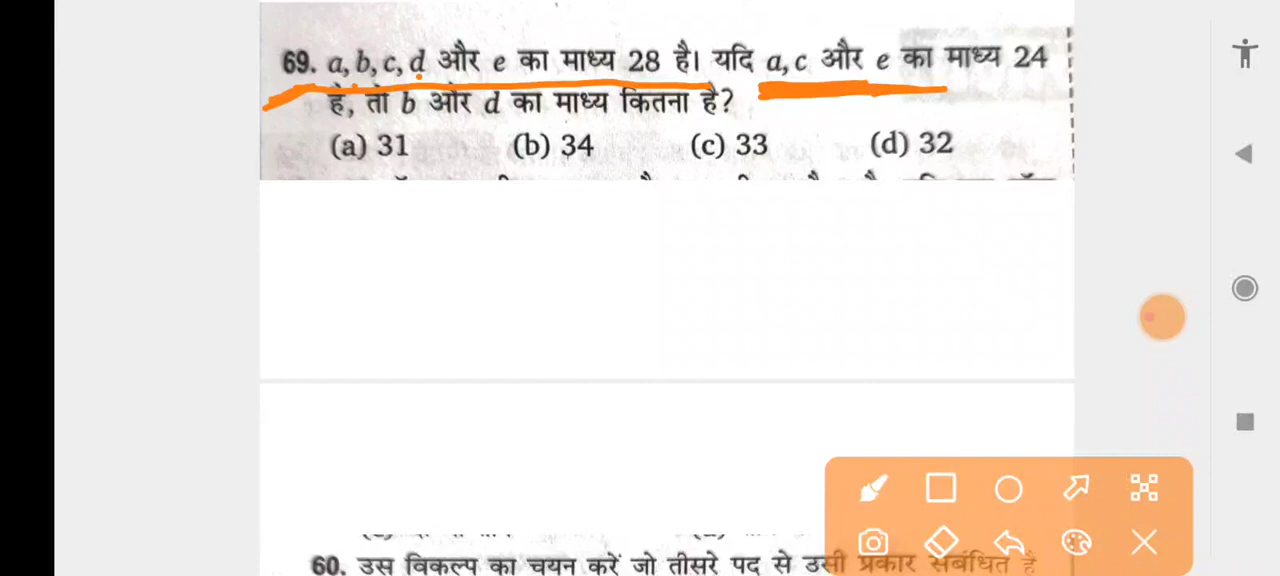 69. a, b, c, d और e का माध्य 28 है। यदि a, c और e का माध्य 24
है, तो b और d का माध्य कितना है?
(a) 31 (b) 34 (c) 33 (d) 32
60. उस विकल्प का चयन करें जो तीसरे पद से उसी प्रकार संबंधित है